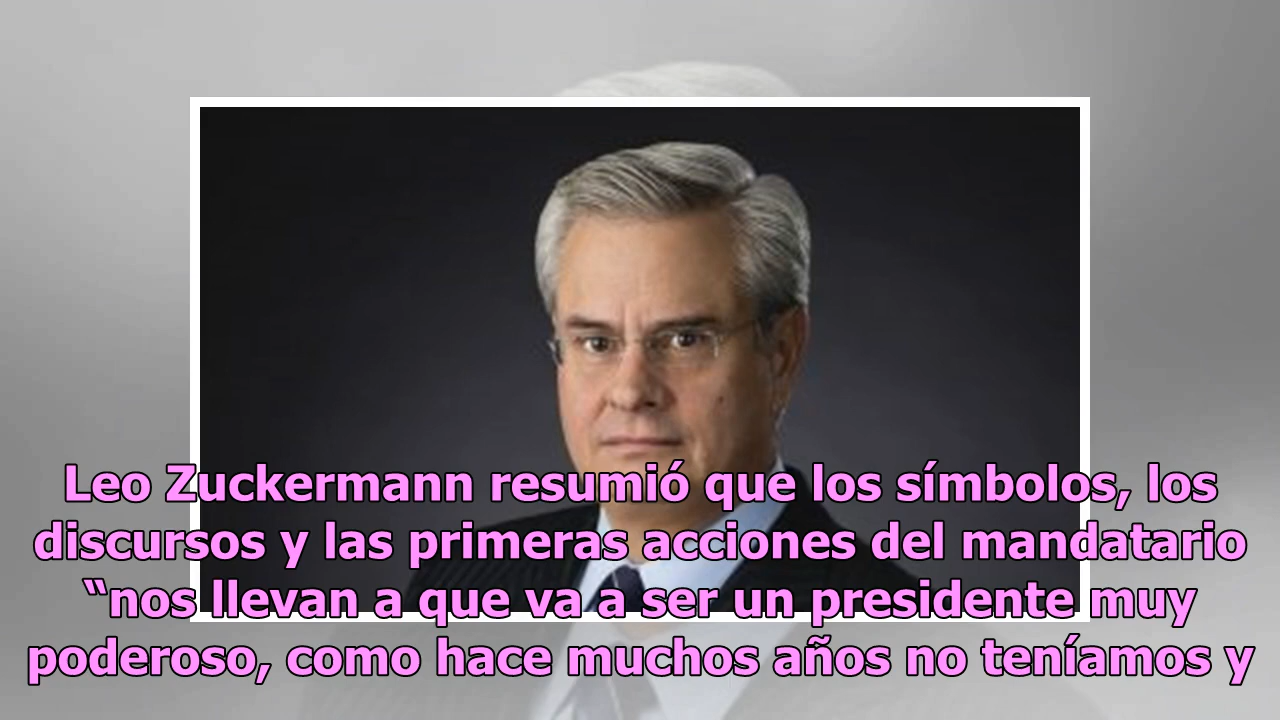 Leo Zuckermann resumió que los símbolos, los
discursos y las primeras acciones del mandatario
“nos llevan a que va a ser un presidente muy
poderoso, como hace muchos años no teníamos y